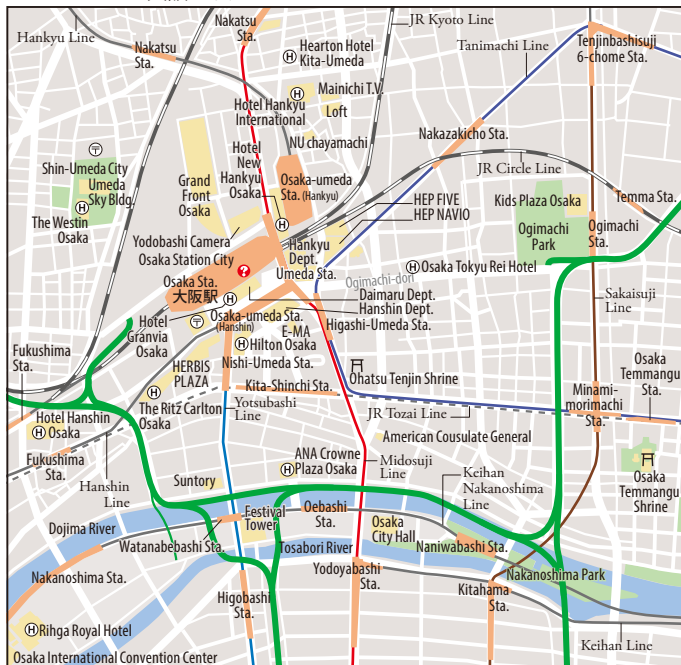 Hankyu Line
Nakatsu
Sta.
Nakatsu
Sta.
JR Kyoto Line
Hearton Hotel
Kita-Umeda
Tanimachi Line
Tenjinbashisuji
6-chome Sta.
Mainichi T.V.
Loft
Hotel Hankyu
International
NU chayamachi
Nakazakicho Sta.
JR Circle Line
Shin-Umeda City
Umeda
Sky Bldg.
The Westin
Osaka
Grand
Front
Osaka
Hotel
New
Hankyu
Osaka
Osaka-umeda
Sta. (Hankyu)
HEP FIVE
HEP NAVIO
Kids Plaza Osaka
Temma Sta.
Ogimachi
Park
Ogimachi
Sta.
Yodobashi Camera
Osaka Station City
Hankyu
Dept.
Umeda Sta.
Ogimachi-dori
Osaka Tokyu Rei Hotel
Osaka Sta.
大阪駅
?
Daimaru Dept.
Hanshin Dept.
Sakaisuji
Line
Hotel
Granvia
Osaka
Osaka-umeda Sta.
(Hanshin)
E-MA
Higashi-Umeda Sta.
Hilton Osaka
Nishi-Umeda Sta.
Fukushima
Sta.
HERBIS
PLAZA
Ohatsu Tenjin Shrine
Osaka
Temmangu
Sta.
Kita-Shinchi Sta.
Minami-
morimachi
Sta.
Hotel Hanshin
Osaka
The Ritz Carlton
Osaka
Yotsubashi
Line
JR Tozai Line
American Cousulate General
Fukushima
Sta.
Hanshin
Line
Suntory
ANA Crowne
Plaza Osaka
Midosuji
Line
Keihan
Nakanoshima
Line
Osaka
Temmangu
Shrine
Dojima River
Watanabebashi Sta.
Festival
Tower
Oebashi
Sta.
Osaka
City Hall
Naniwabashi Sta.
Tosabori River
Nakanoshima Sta.
Yodoyabashi
Sta.
Nakanoshima Park
Higobashi
Sta.
Kitahama
Sta.
Rihga Royal Hotel
Keihan Line
Osaka International Convention Center
H
H
H
H
H
H
H
H
H
H
H
H